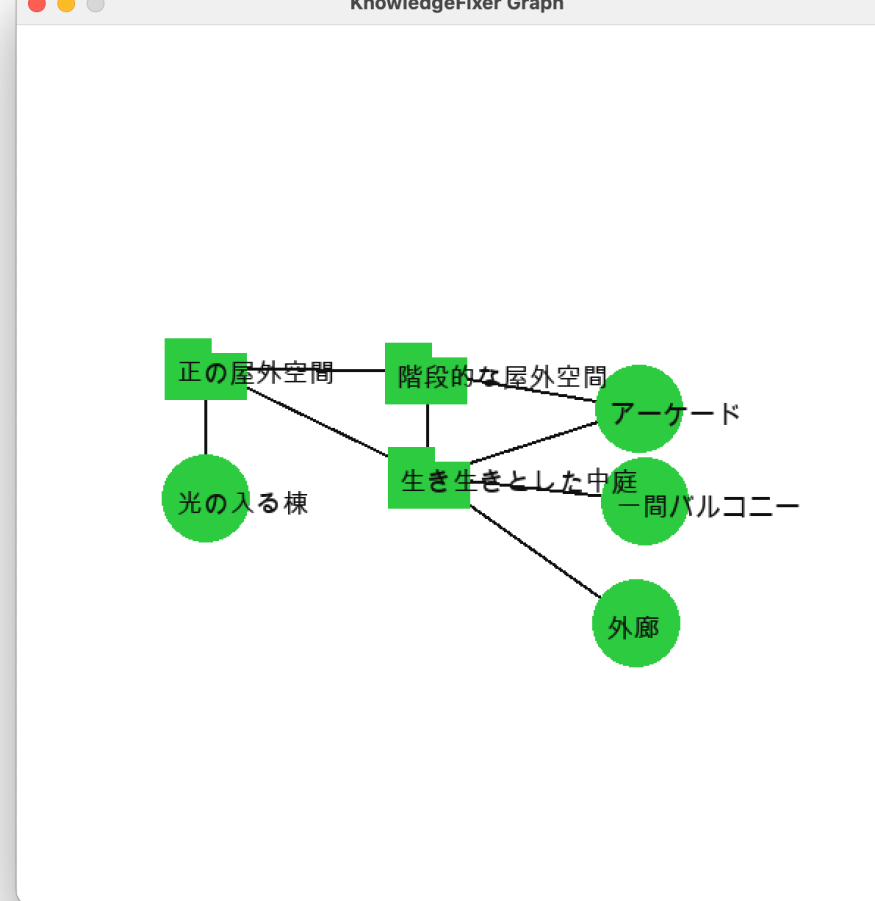 KnowledgeFixer Graph
正の屋外空間
階段的な屋外空間
アーケード
生き生きとした中庭
一間バルコニー
光の入る棟
外廊